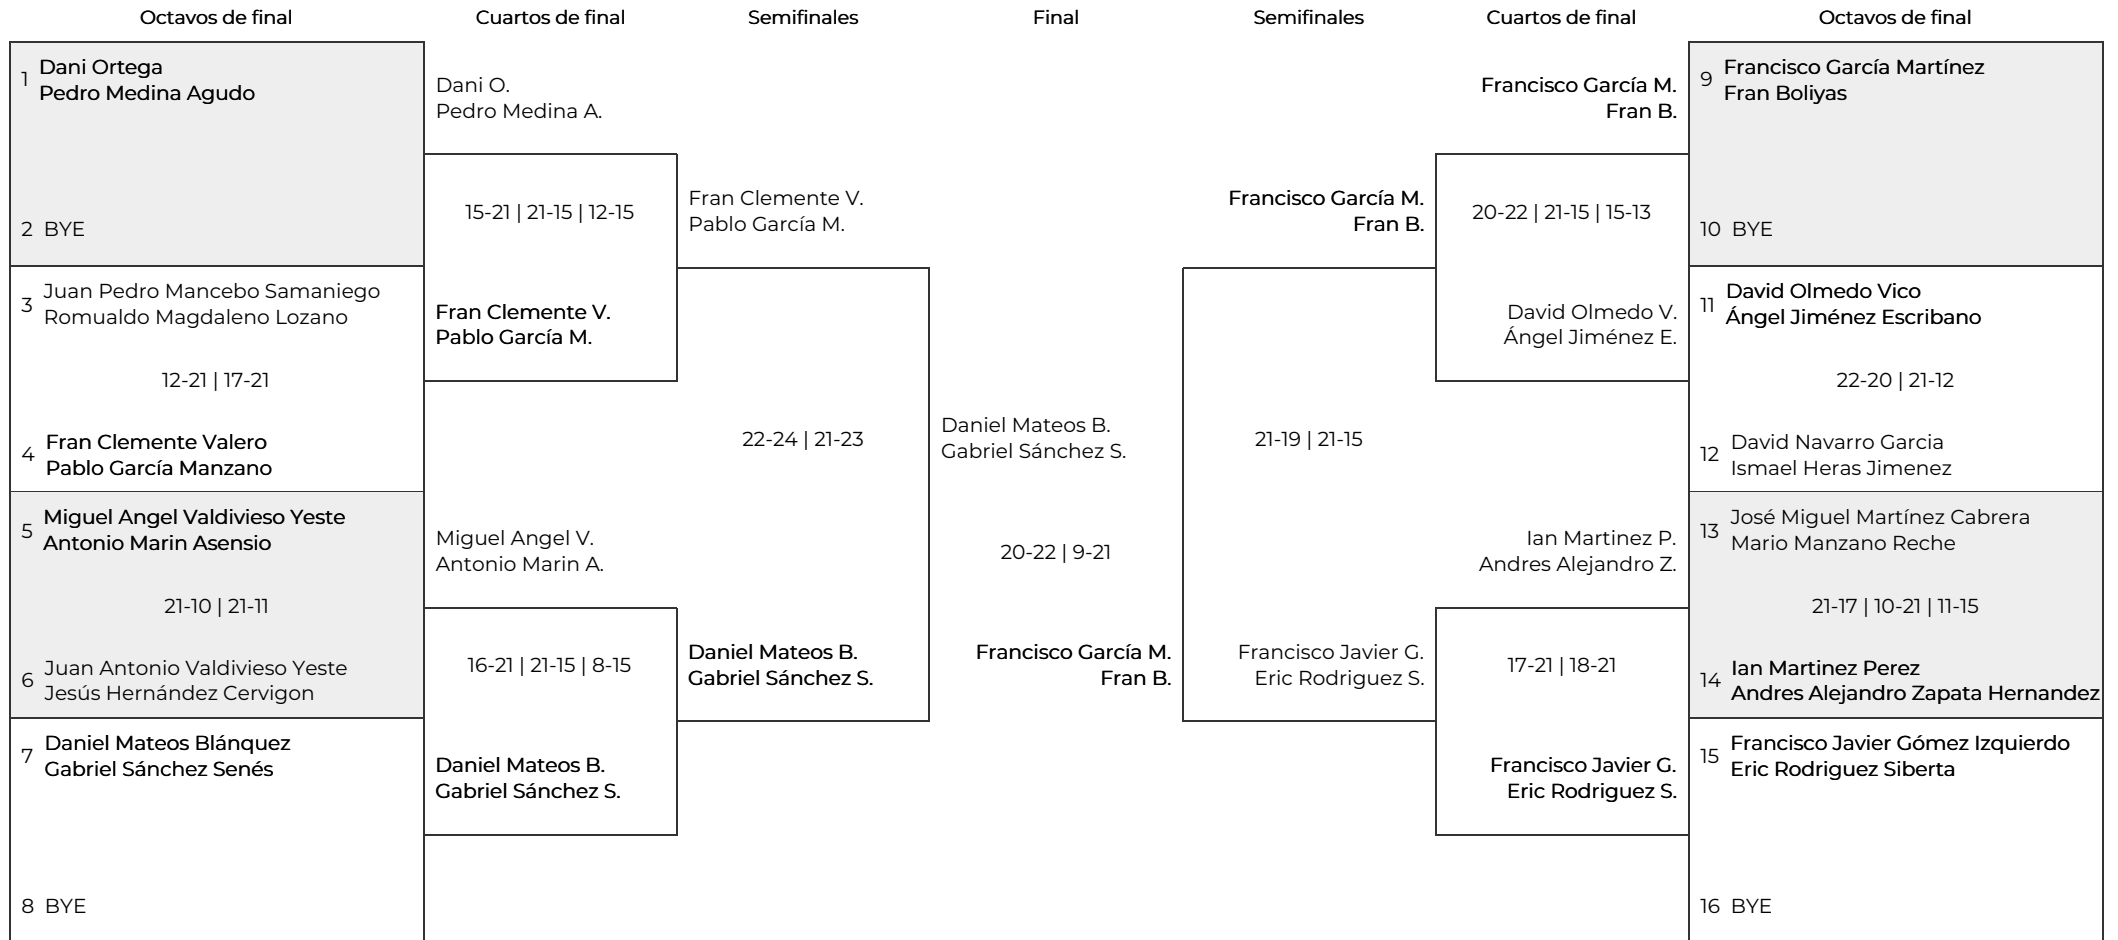 Octavos de final
Cuartos de final
Semifinales
Final
Semifinales
Cuartos de final
Octavos de final
1
Dani Ortega
Pedro Medina Agudo
2 BYE
3
Juan Pedro Mancebo Samaniego
Romualdo Magdaleno Lozano
12-21 | 17-21
4
Fran Clemente Valero
Pablo García Manzano
5
Miguel Angel Valdivieso Yeste
Antonio Marin Asensio
21-10 | 21-11
6
Juan Antonio Valdivieso Yeste
Jesús Hernández Cervigon
7
Daniel Mateos Blánquez
Gabriel Sánchez Senés
8 BYE
Dani O.
Pedro Medina A.
15-21 | 21-15 | 12-15
Fran Clemente V.
Pablo García M.
Miguel Angel V.
Antonio Marin A.
16-21 | 21-15 | 8-15
Daniel Mateos B.
Gabriel Sánchez S.
Fran Clemente V.
Pablo García M.
22-24 | 21-23
Daniel Mateos B.
Gabriel Sánchez S.
Daniel Mateos B.
Gabriel Sánchez S.
20-22 | 9-21
Francisco García M.
Fran B.
Francisco García M.
Fran B.
21-19 | 21-15
Francisco Javier G.
Eric Rodriguez S.
Francisco García M.
Fran B.
20-22 | 21-15 | 15-13
David Olmedo V.
Ángel Jiménez E.
Ian Martinez P.
Andres Alejandro Z.
17-21 | 18-21
Francisco Javier G.
Eric Rodriguez S.
9
Francisco García Martínez
Fran Boliyas
10 BYE
11
David Olmedo Vico
Ángel Jiménez Escribano
22-20 | 21-12
12
David Navarro Garcia
Ismael Heras Jimenez
13
José Miguel Martínez Cabrera
Mario Manzano Reche
21-17 | 10-21 | 11-15
14
Ian Martinez Perez
Andres Alejandro Zapata Hernandez
15
Francisco Javier Gómez Izquierdo
Eric Rodriguez Siberta
16 BYE